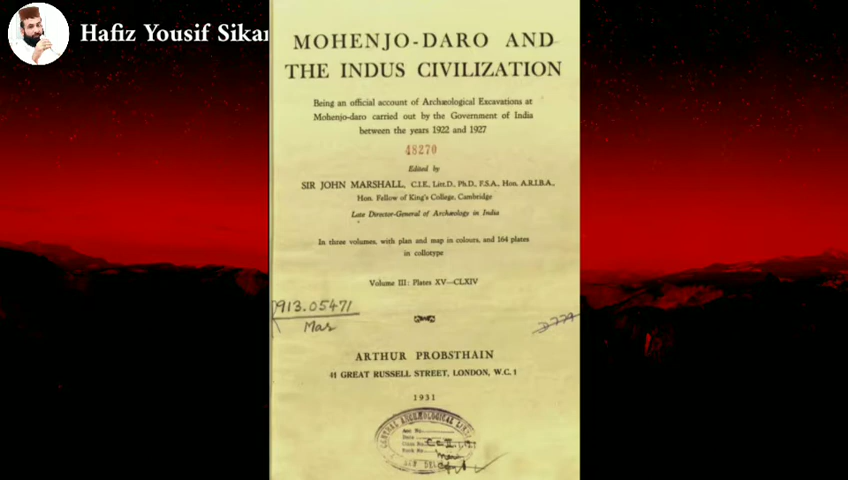 Hafiz Yousif Sikan
MOHENJO-DARO AND
THE INDUS CIVILIZATION
Being an official account of Archæological Excavations at
Mohenjo-daro carried out by the Government of India
between the years 1922 and 1927
48270
Edited by
SIR JOHN MARSHALL, C.I.E., Litt.D., Ph.D., F.S.A., Hon. A.R.I.B.A.,
Hon. Fellow of King's College, Cambridge
Late Director-General of Archæology in India
In three volumes, with plan and map in colours, and 164 plates
in collotype
Volume III: Plates XV—CLXIV
913.05471
Mar
D779
ARTHUR PROBSTHAIN
41 GREAT RUSSELL STREET, LONDON, W.C.1
1931
CENTRAL ARCHÆOLOGICAL